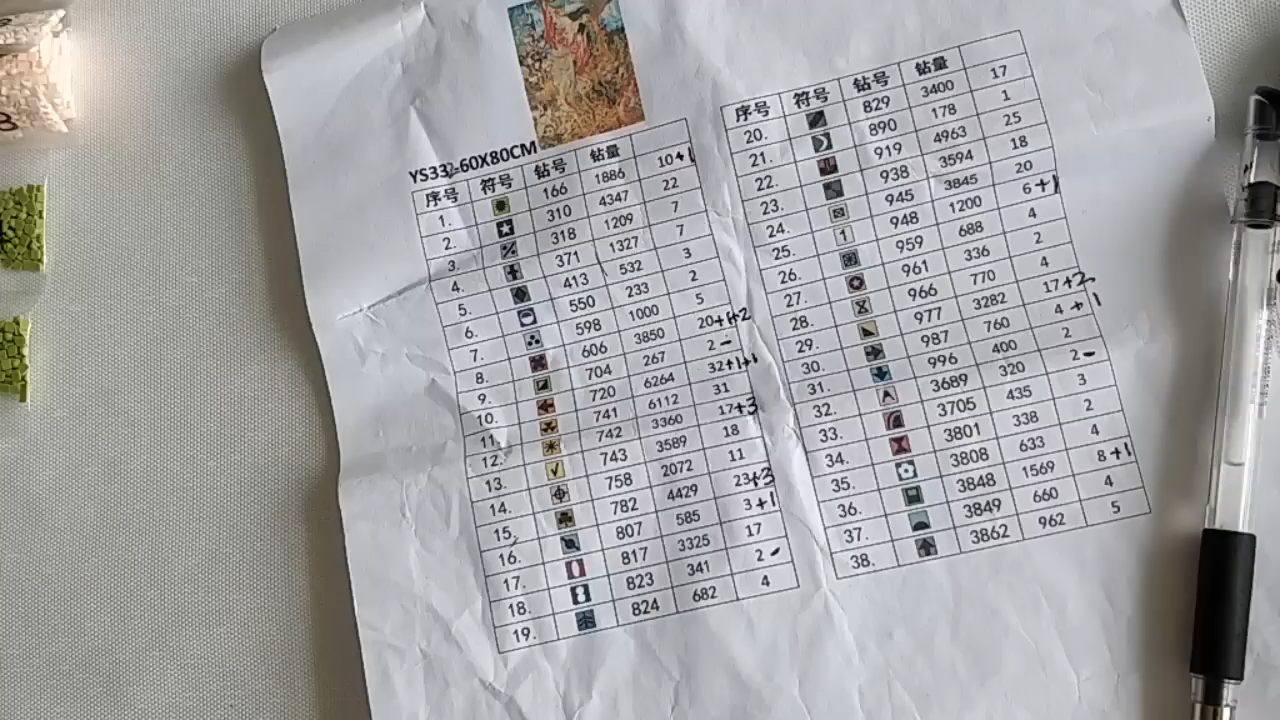 8
序号 符号 钻号 钻量
1. 166 1886 10+1
2. 310 4347 22
3. 318 1209 7
4. 371 1327 7
5. 413 532 3
6. 550 233 2
7. 598 1000 5
8. 606 3850 20+1+2
9. 704 267 2 -
10. 720 6264 32+1+1
11. 741 6112 31
12. 742 3360 17+3
13. 743 3589 18
14. 758 2072 11
15. 782 4429 23+3
16. 807 585 3+1
17. 817 3325 17
18. 823 341 2 -
19. 824 682 4
序号 符号 钻号 钻量
20. 829 3400 17
21. 890 178 1
22. 919 4963 25
23. 938 3594 18
24. 945 3845 20
25. 1 948 1200 6+1
26. 959 688 4
27. 961 336 2
28. 966 770 4
29. 977 3282 17+2
30. 987 760 4+1
31. 996 400 2
32. 3689 320 2-
33. 3705 435 3
34. 3801 338 2
35. 3808 633 4
36. 3848 1569 8+1
37. 3849 660 4
38. 3862 962 5